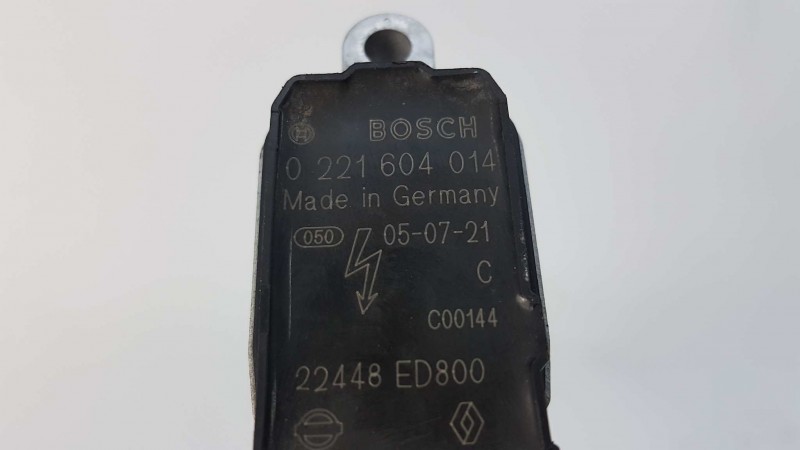 BOSCH
0 221 604 014
Made in Germany
050 05-07-21
C
C00144
22448 ED800